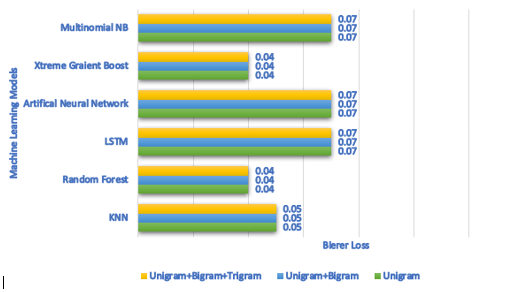 Machine Learning Models
Multinomial NB
0.07
0.07
0.07
Xtreme Graient Boost
0.04
0.04
0.04
Artifical Neural Network
0.07
0.07
0.07
LSTM
0.07
0.07
0.07
Random Forest
0.04
0.04
0.04
KNN
0.05
0.05
0.05
Bierer Loss
Unigram+Bigram+Trigram Unigram+Bigram Unigram